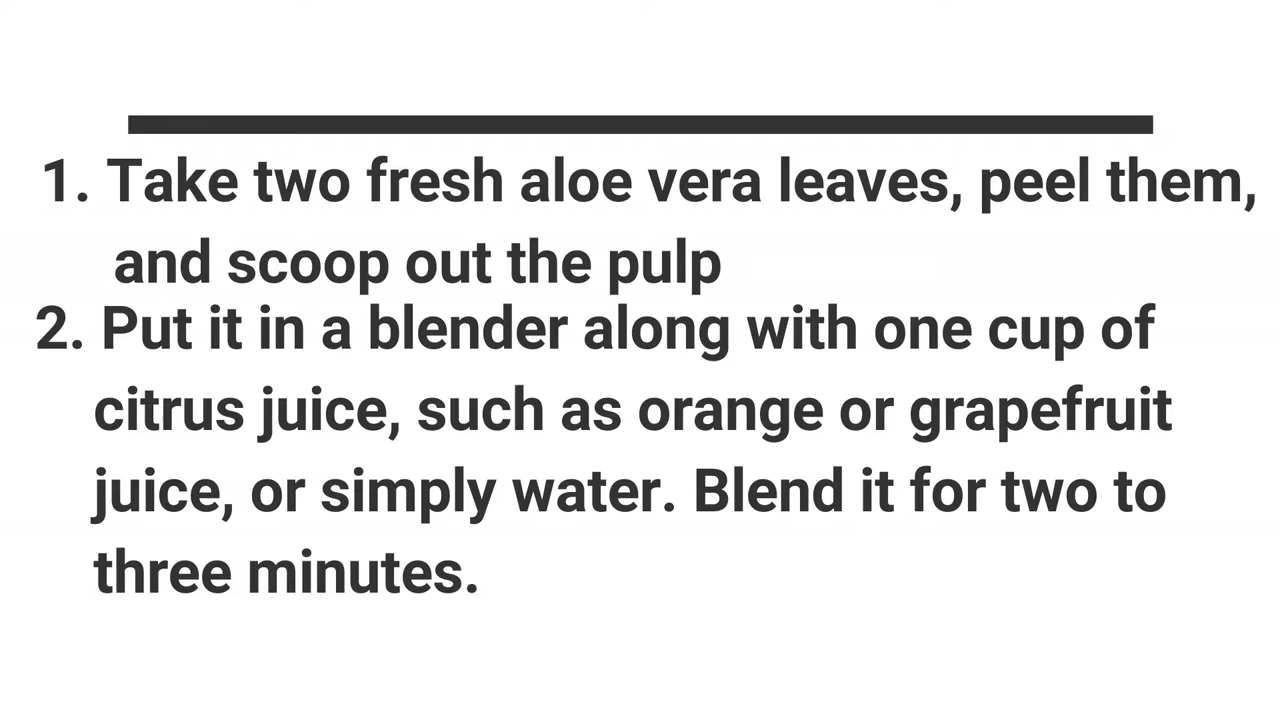 1. Take two fresh aloe vera leaves, peel them,
and scoop out the pulp
2. Put it in a blender along with one cup of
citrus juice, such as orange or grapefruit
juice, or simply water. Blend it for two to
three minutes.